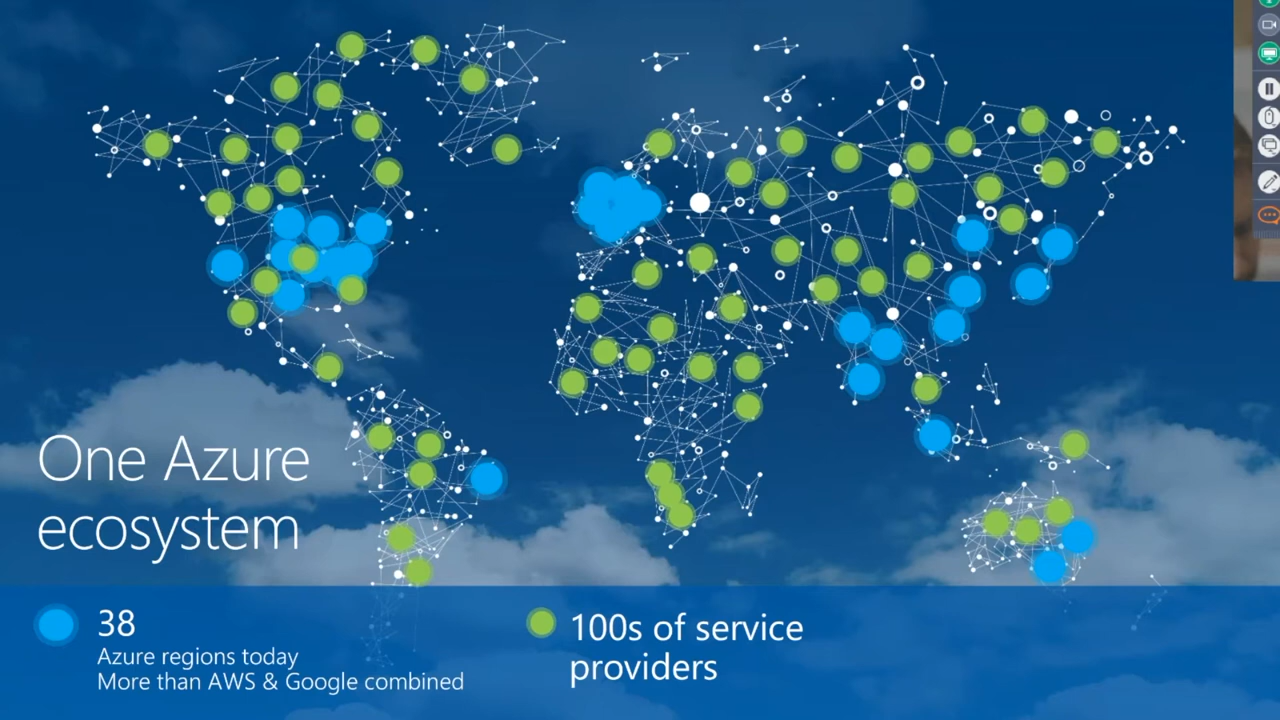 One Azure
ecosystem
38
Azure regions today
More than AWS & Google combined
100s of service
providers